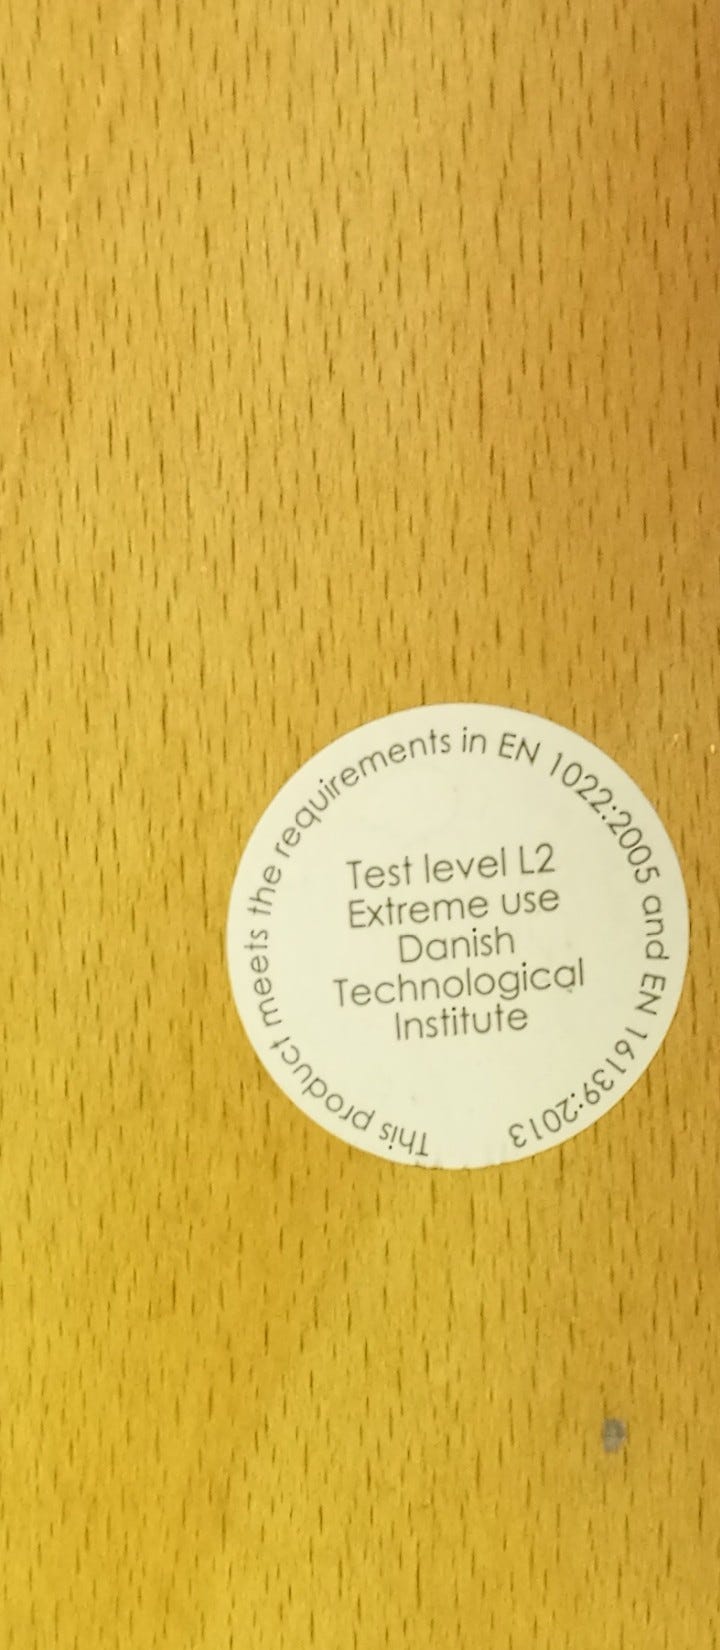 This product meets the requirements in EN 1022:2005 and EN 16139:2013
Test level L2
Extreme use
Danish
Technological
Institute